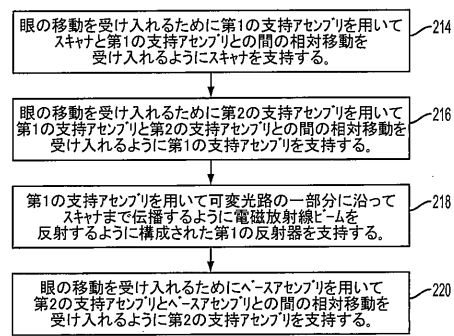 眼の移動を受け入れるために第1の支持アセンブリを用いて
スキャナと第1の支持アセンブリとの間の相対移動を
受け入れるようにスキャナを支持する。
214
眼の移動を受け入れるために第2の支持アセンブリを用いて
第1の支持アセンブリと第2の支持アセンブリとの間の相対移動を
受け入れるように第1の支持アセンブリを支持する。
216
第1の支持アセンブリを用いて可変光路の一部分に沿って
スキャナまで伝播するように電磁放射線ビームを
反射するように構成された第1の反射器を支持する。
218
眼の移動を受け入れるためにベースアセンブリを用いて
第2の支持アセンブリとベースアセンブリとの間の相対移動を
受け入れるように第2の支持アセンブリを支持する。
220